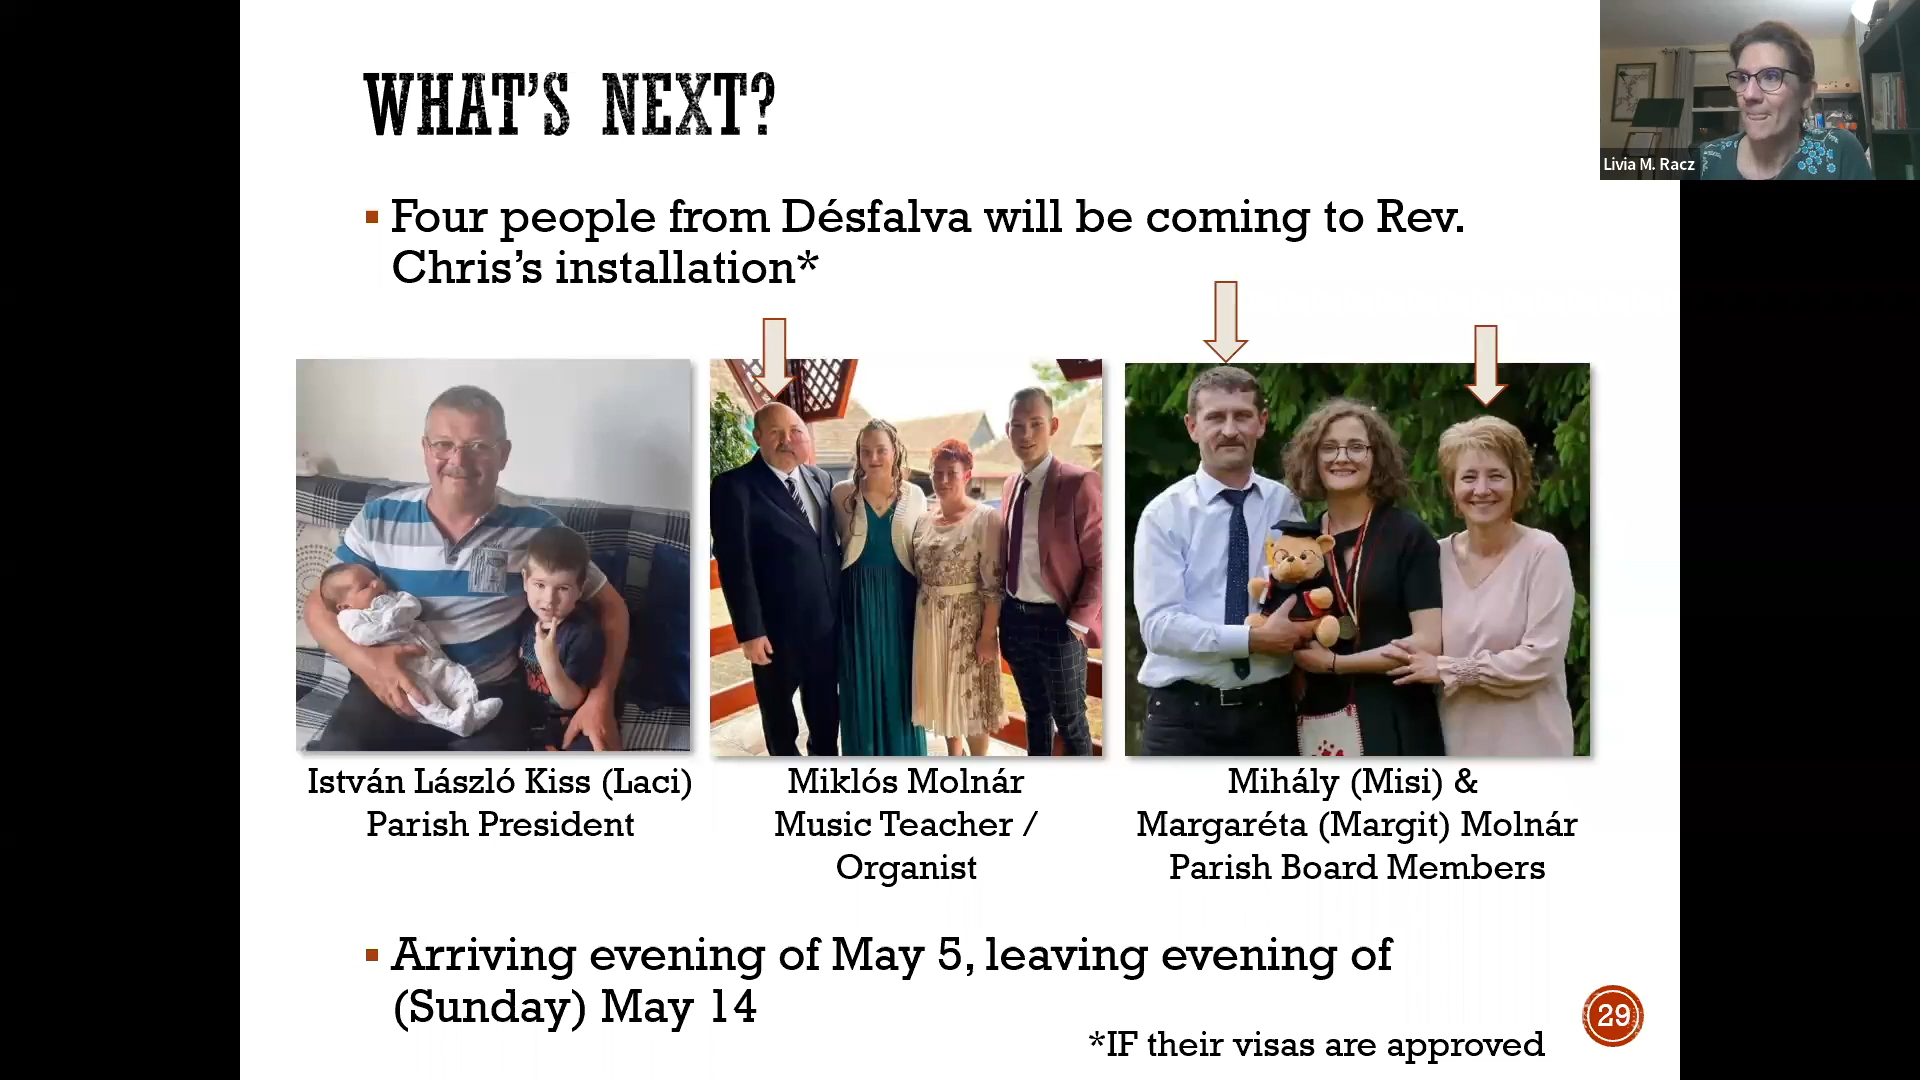 WHAT'S NEXT?
Livia M. Racz
▪ Four people from Désfalva will be coming to Rev.
Chris's installation*
István László Kiss (Laci)
Parish President
Miklós Molnár
Music Teacher /
Organist
Mihály (Misi) &
Margaréta (Margit) Molnár
Parish Board Members
▪ Arriving evening of May 5, leaving evening of
(Sunday) May 14
29
*IF their visas are approved